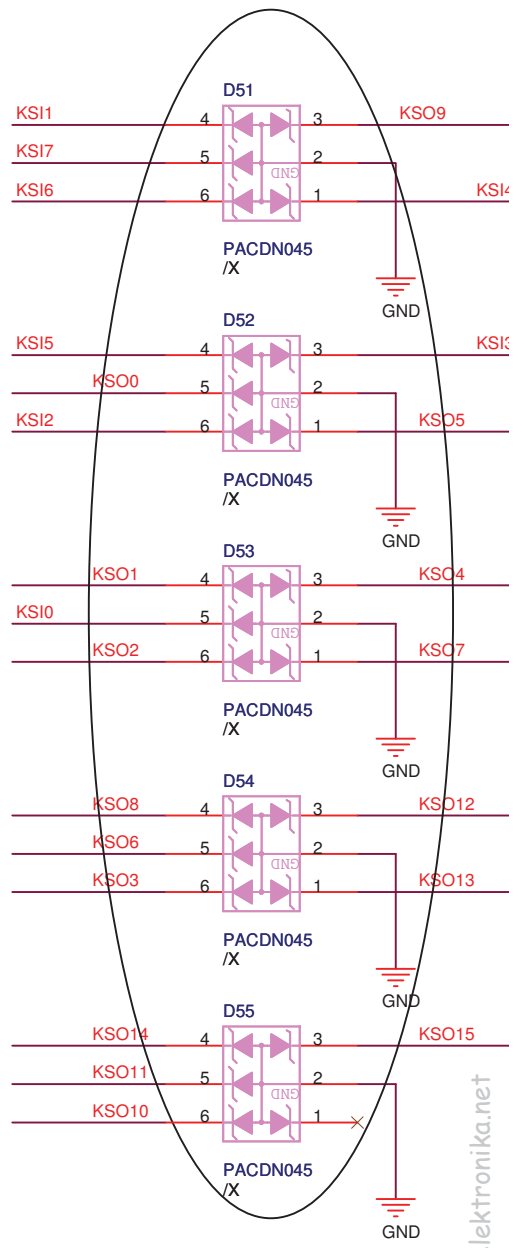 D51
KSI1 4 3 KSO9
KSI7 5 2
GND
KSI6 6 1 KSI4
PACDN045
/X
GND
D52
KSI5 4 3 KSI3
KSO0 5 2
GND
KSI2 6 1 KSO5
PACDN045
/X
GND
D53
KSO1 4 3 KSO4
KSI0 5 2
GND
KSO2 6 1 KSO7
PACDN045
/X
GND
D54
KSO8 4 3 KSO12
KSO6 5 2
GND
KSO3 6 1 KSO13
PACDN045
/X
GND
D55
KSO14 4 3 KSO15
KSO11 5 2
GND
KSO10 6 1
PACDN045
/X
GND
lektronika.net